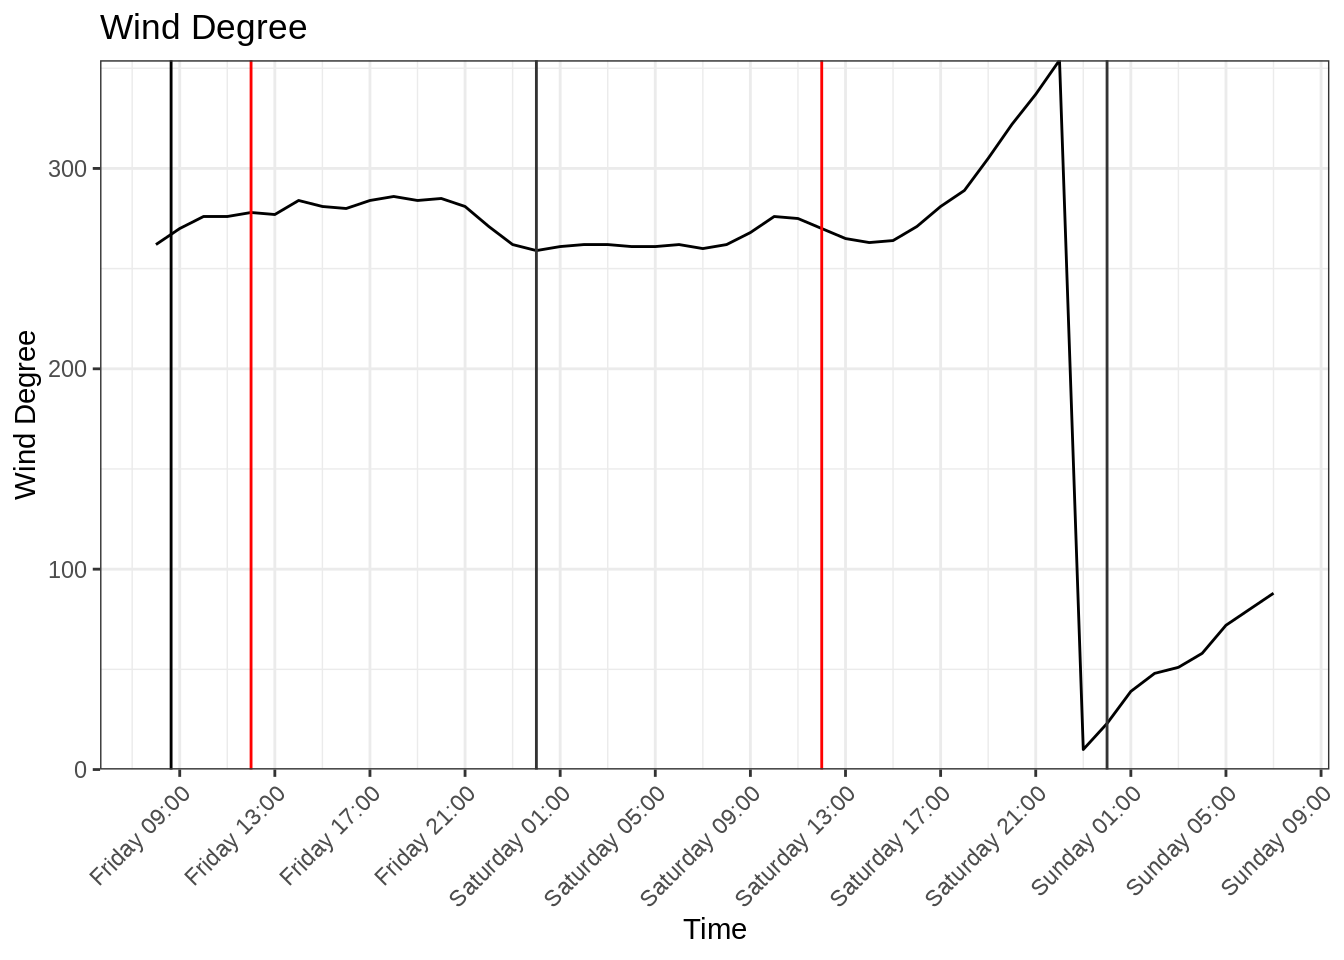 Wind Degree
Wind Degree
300
200
100
0
Friday 09:00
Friday 13:00
Friday 17:00
Friday 21:00
Saturday 01:00
Saturday 05:00
Saturday 09:00
Saturday 13:00
Saturday 17:00
Saturday 21:00
Sunday 01:00
Sunday 05:00
Sunday 09:00
Time